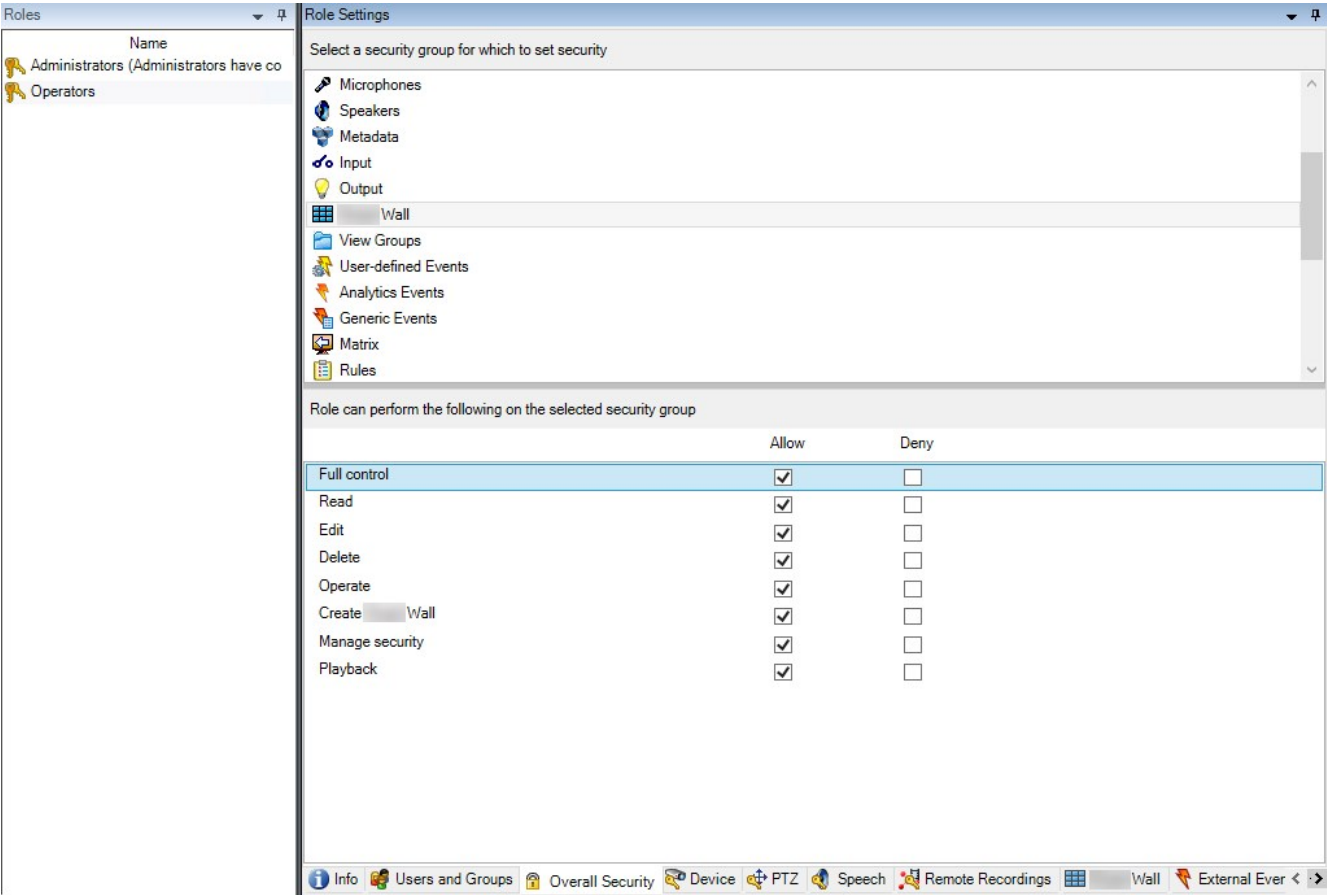 Roles
Name
Administrators (Administrators have co
Operators
Role Settings
Select a security group for which to set security
Microphones
Speakers
Metadata
Input
Output
Wall
View Groups
User-defined Events
Analytics Events
Generic Events
Matrix
Rules
Role can perform the following on the selected security group
Allow Deny
Full control
Read
Edit
Delete
Operate
Create Wall
Manage security
Playback
Info Users and Groups Overall Security Device PTZ Speech Remote Recordings Wall External Ever